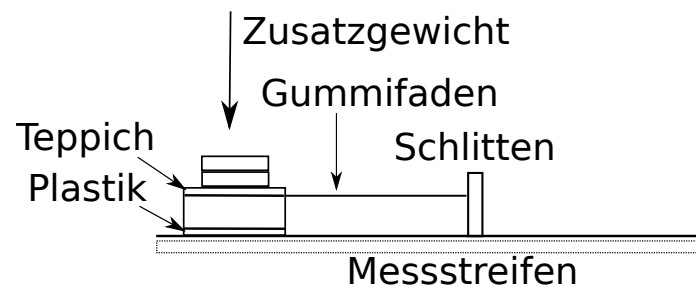 Zusatzgewicht
Gummifaden
Teppich
Schlitten
Plastik
Messstreifen